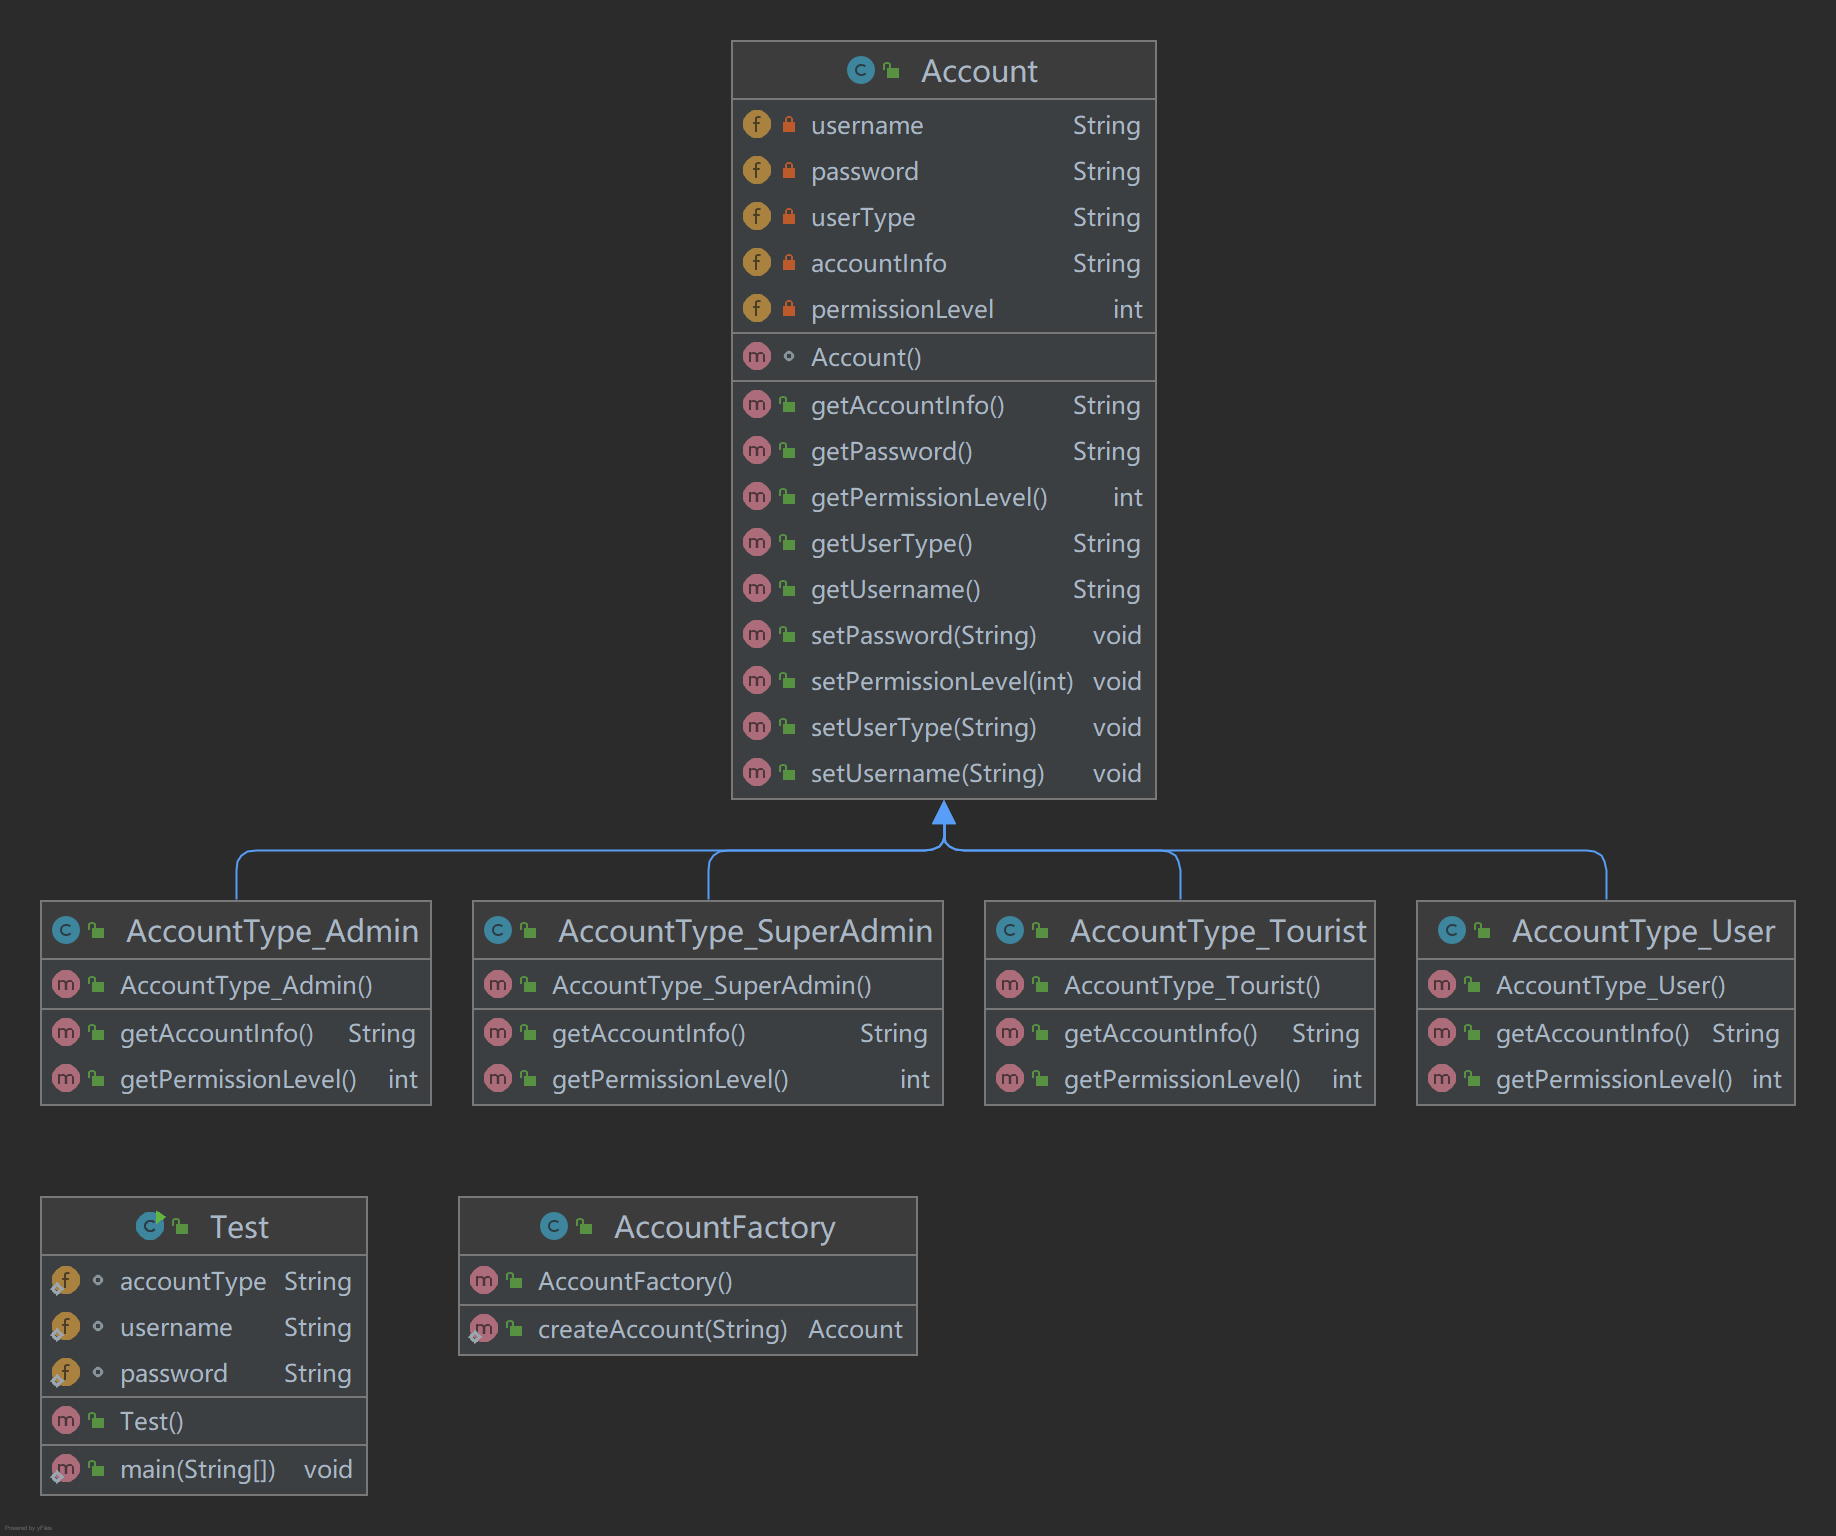 Account
username String
password String
userType String
accountInfo String
permissionLevel int
Account()
getAccountInfo() String
getPassword() String
getPermissionLevel() int
getUserType() String
getUsername() String
setPassword(String) void
setPermissionLevel(int) void
setUserType(String) void
setUsername(String) void
AccountType_Admin
AccountType_Admin()
getAccountInfo() String
getPermissionLevel() int
AccountType_SuperAdmin
AccountType_SuperAdmin()
getAccountInfo() String
getPermissionLevel() int
AccountType_Tourist
AccountType_Tourist()
getAccountInfo() String
getPermissionLevel() int
AccountType_User
AccountType_User()
getAccountInfo() String
getPermissionLevel() int
Test
accountType String
username String
password String
Test()
main(String[]) void
AccountFactory
AccountFactory()
createAccount(String) Account
Powered by yFiles